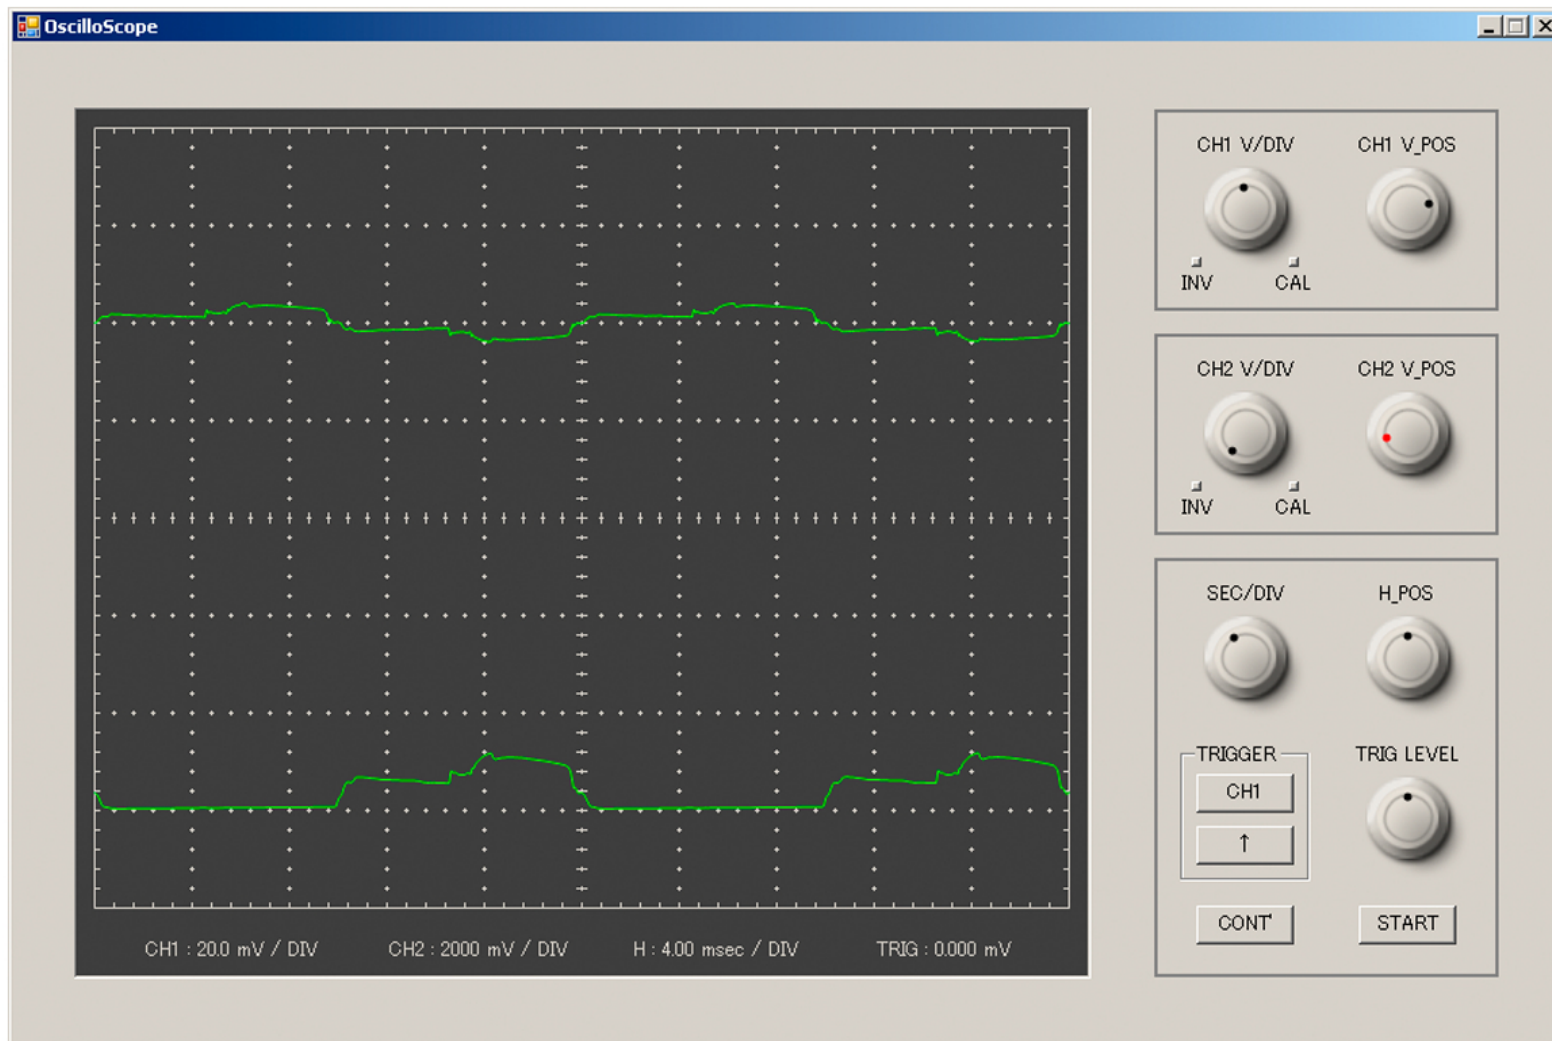 OscilloScope
CH1 V/DIV
CH1 V_POS
INV
CAL
CH2 V/DIV
CH2 V_POS
INV
CAL
SEC/DIV
H_POS
TRIGGER
TRIG LEVEL
CH1
↑
CONT'
START
CH1 : 20.0 mV / DIV
CH2 : 2000 mV / DIV
H : 4.00 msec / DIV
TRIG : 0.000 mV